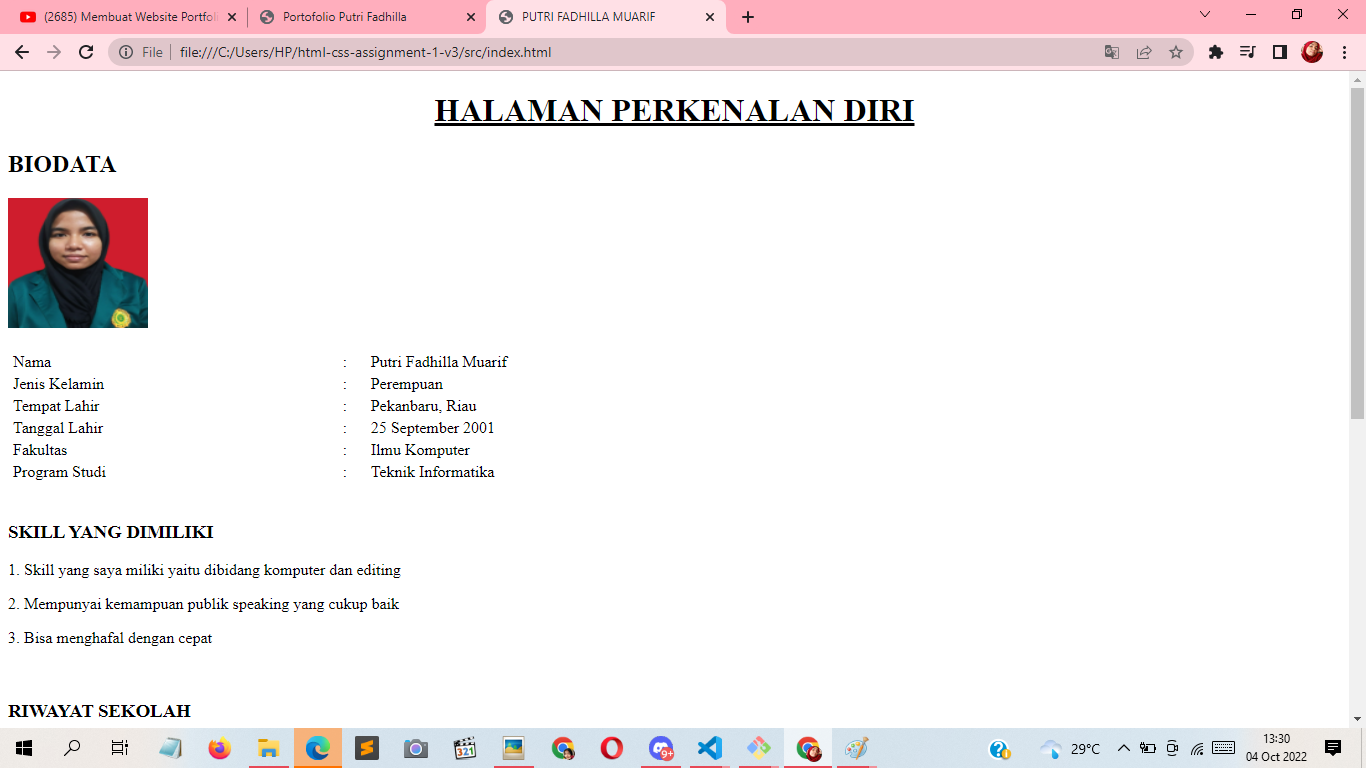 (2685) Membuat Website Portfoli
Portofolio Putri Fadhilla
PUTRI FADHILLA MUARIF
File
file:///C:/Users/HP/html-css-assignment-1-v3/src/index.html
HALAMAN PERKENALAN DIRI
BIODATA
Nama : Putri Fadhilla Muarif
Jenis Kelamin : Perempuan
Tempat Lahir : Pekanbaru, Riau
Tanggal Lahir : 25 September 2001
Fakultas : Ilmu Komputer
Program Studi : Teknik Informatika
SKILL YANG DIMILIKI
1. Skill yang saya miliki yaitu dibidang komputer dan editing
2. Mempunyai kemampuan publik speaking yang cukup baik
3. Bisa menghafal dengan cepat
RIWAYAT SEKOLAH
321
9+
29°C
13:30
04 Oct 2022